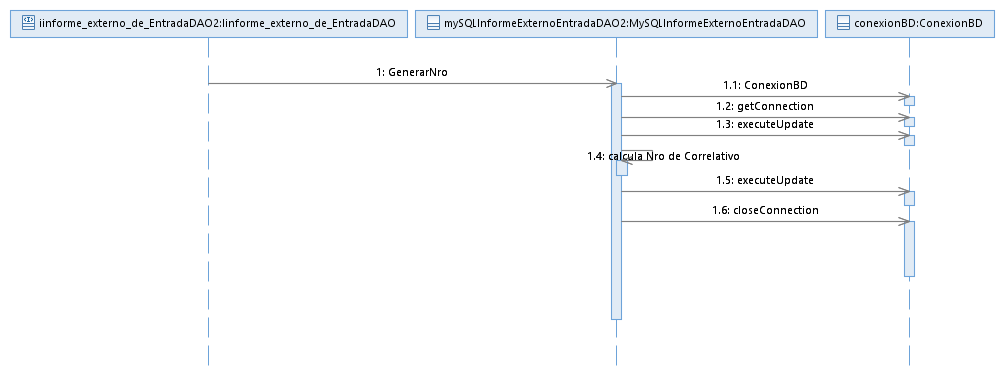 iinforme_externo_de_EntradaDAO2:Iinforme_externo_de_EntradaDAO
mySQLInformeExternoEntradaDAO2:MySQLInformeExternoEntradaDAO
conexionBD:ConexionBD
1: GenerarNro
1.1: ConexionBD
1.2: getConnection
1.3: executeUpdate
1.4: calcula Nro de Correlativo
1.5: executeUpdate
1.6: closeConnection